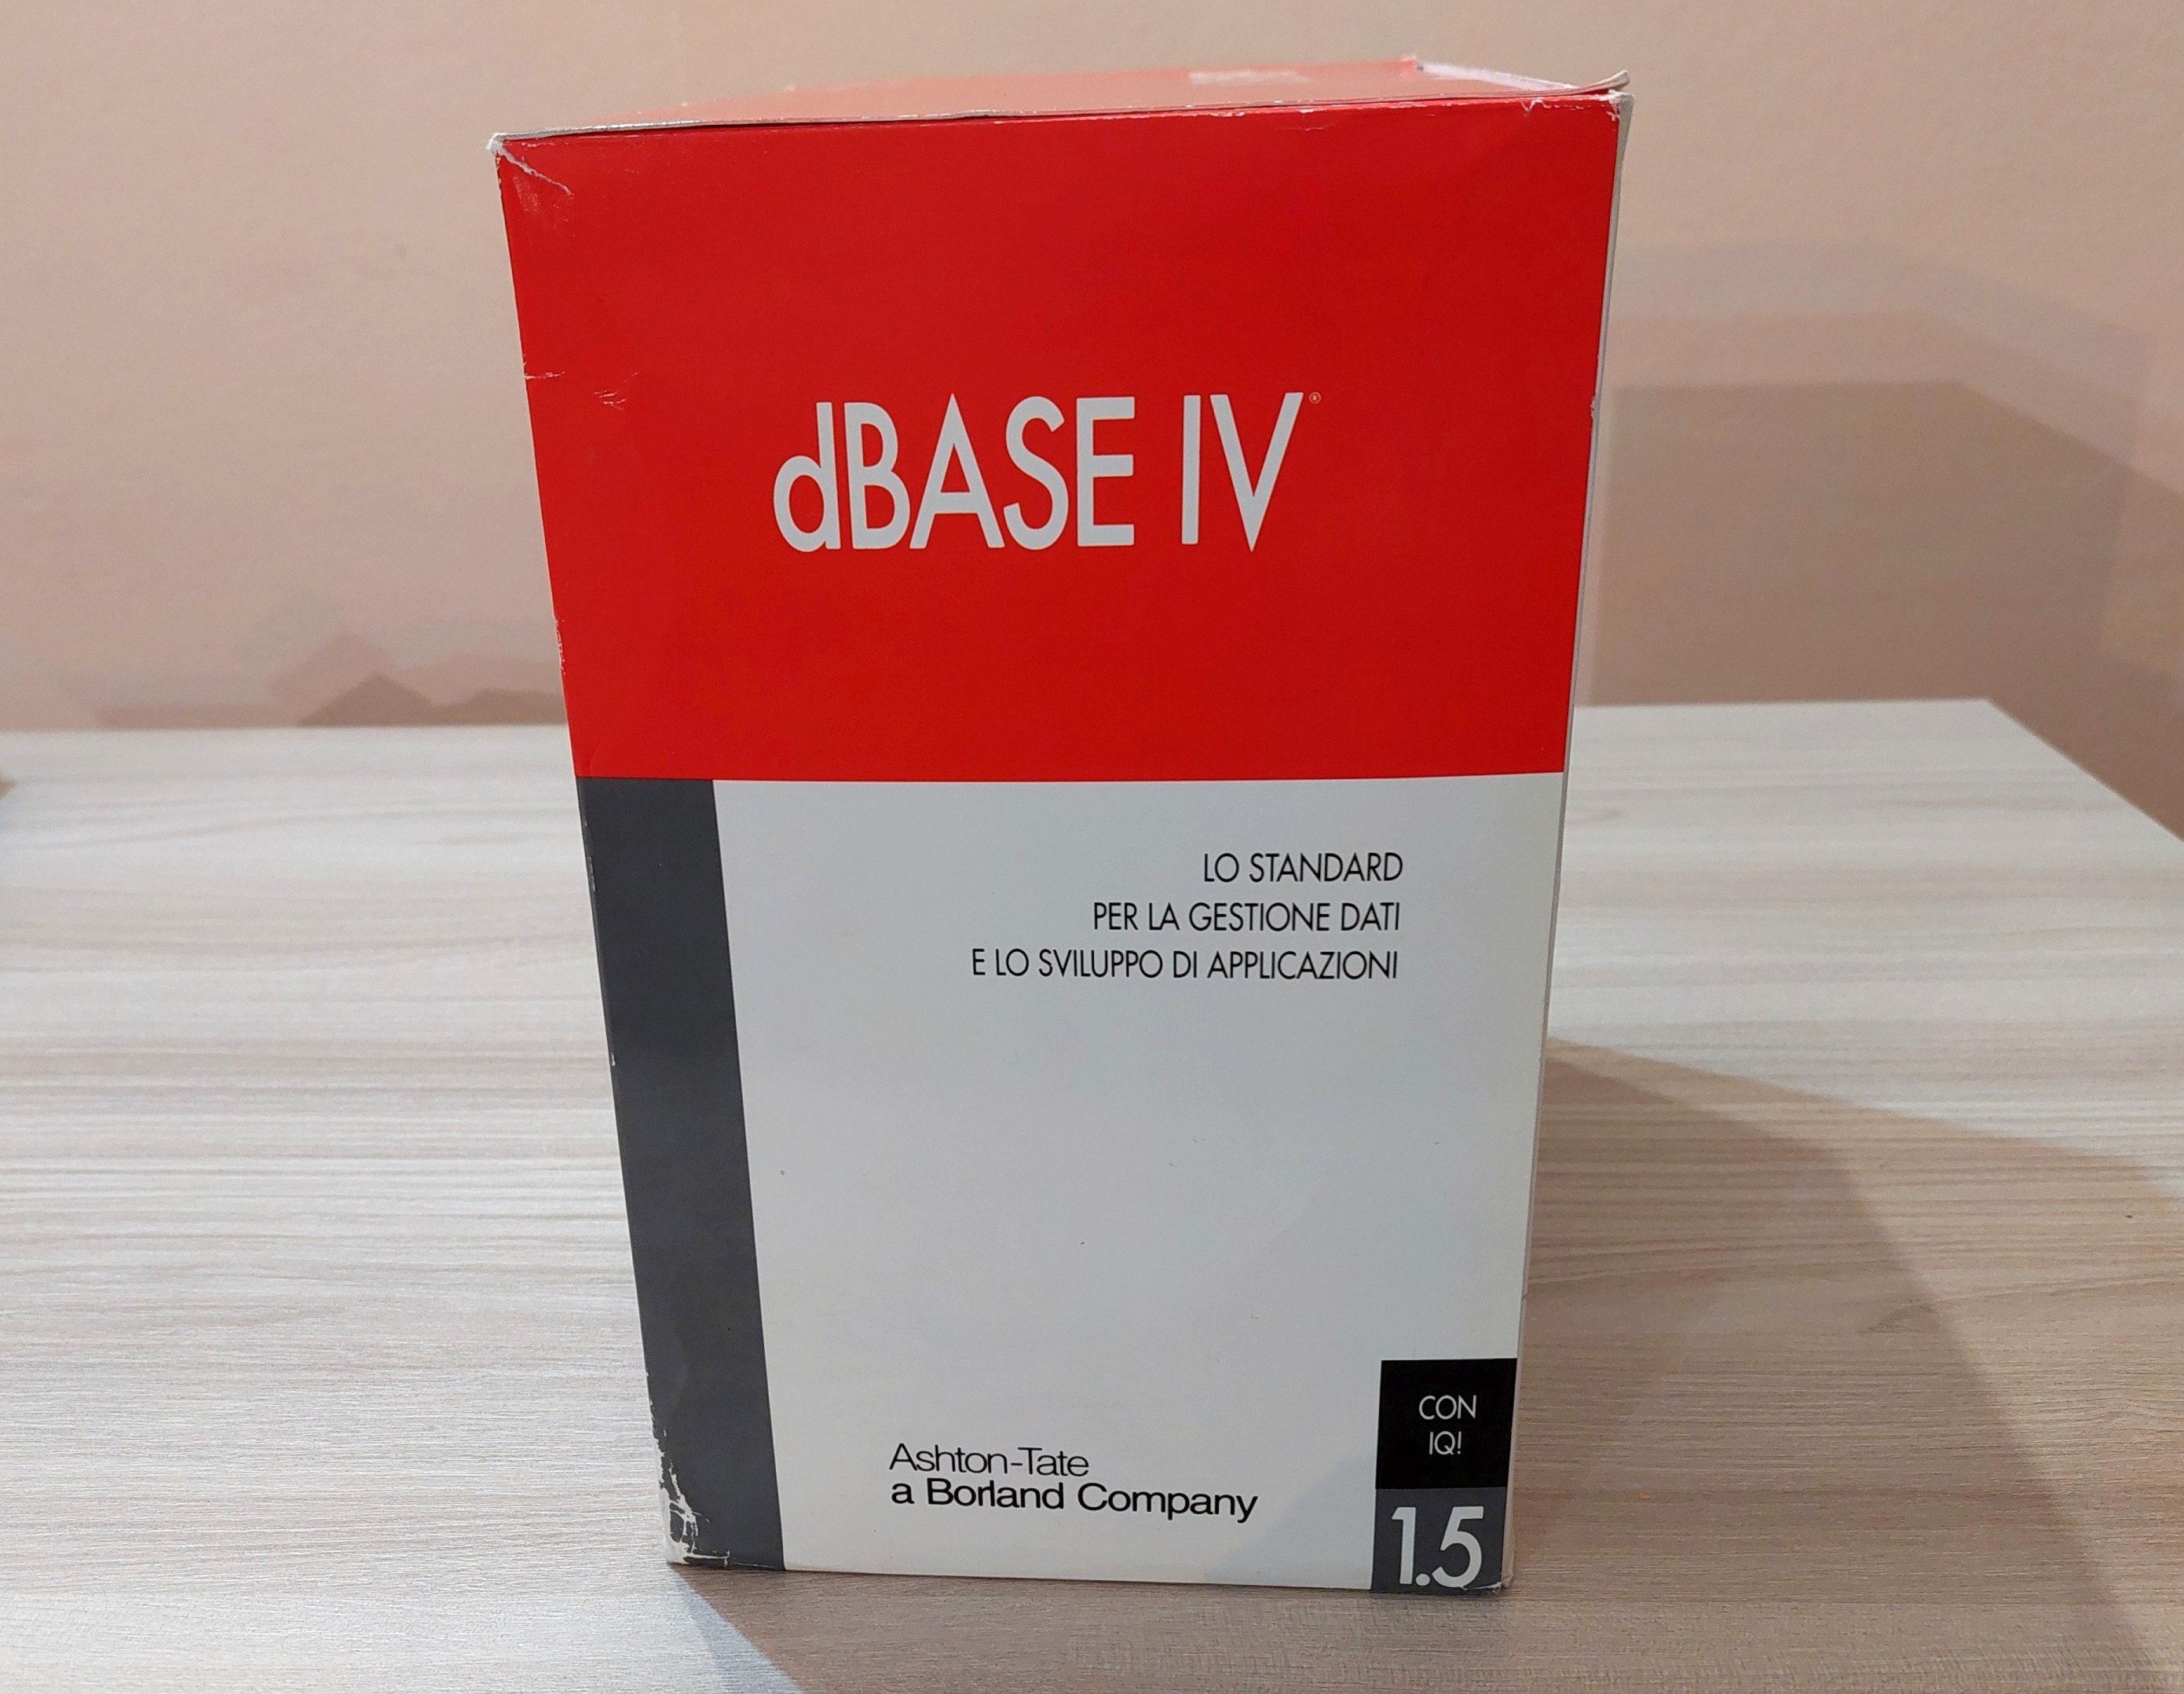 dBASE IV®
LO STANDARD
PER LA GESTIONE DATI
E LO SVILUPPO DI APPLICAZIONI
Ashton-Tate
a Borland Company
CON
IQ!
1.5